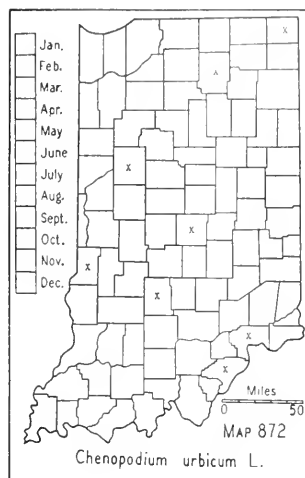 Jan.
Feb.
Mar.
Apr.
May
June
July
Aug.
Sept.
Oct.
Nov.
Dec.
x
x
x
x
x
x
x
x
Miles
0 50
MAP 872
Chenopodium urbicum L.